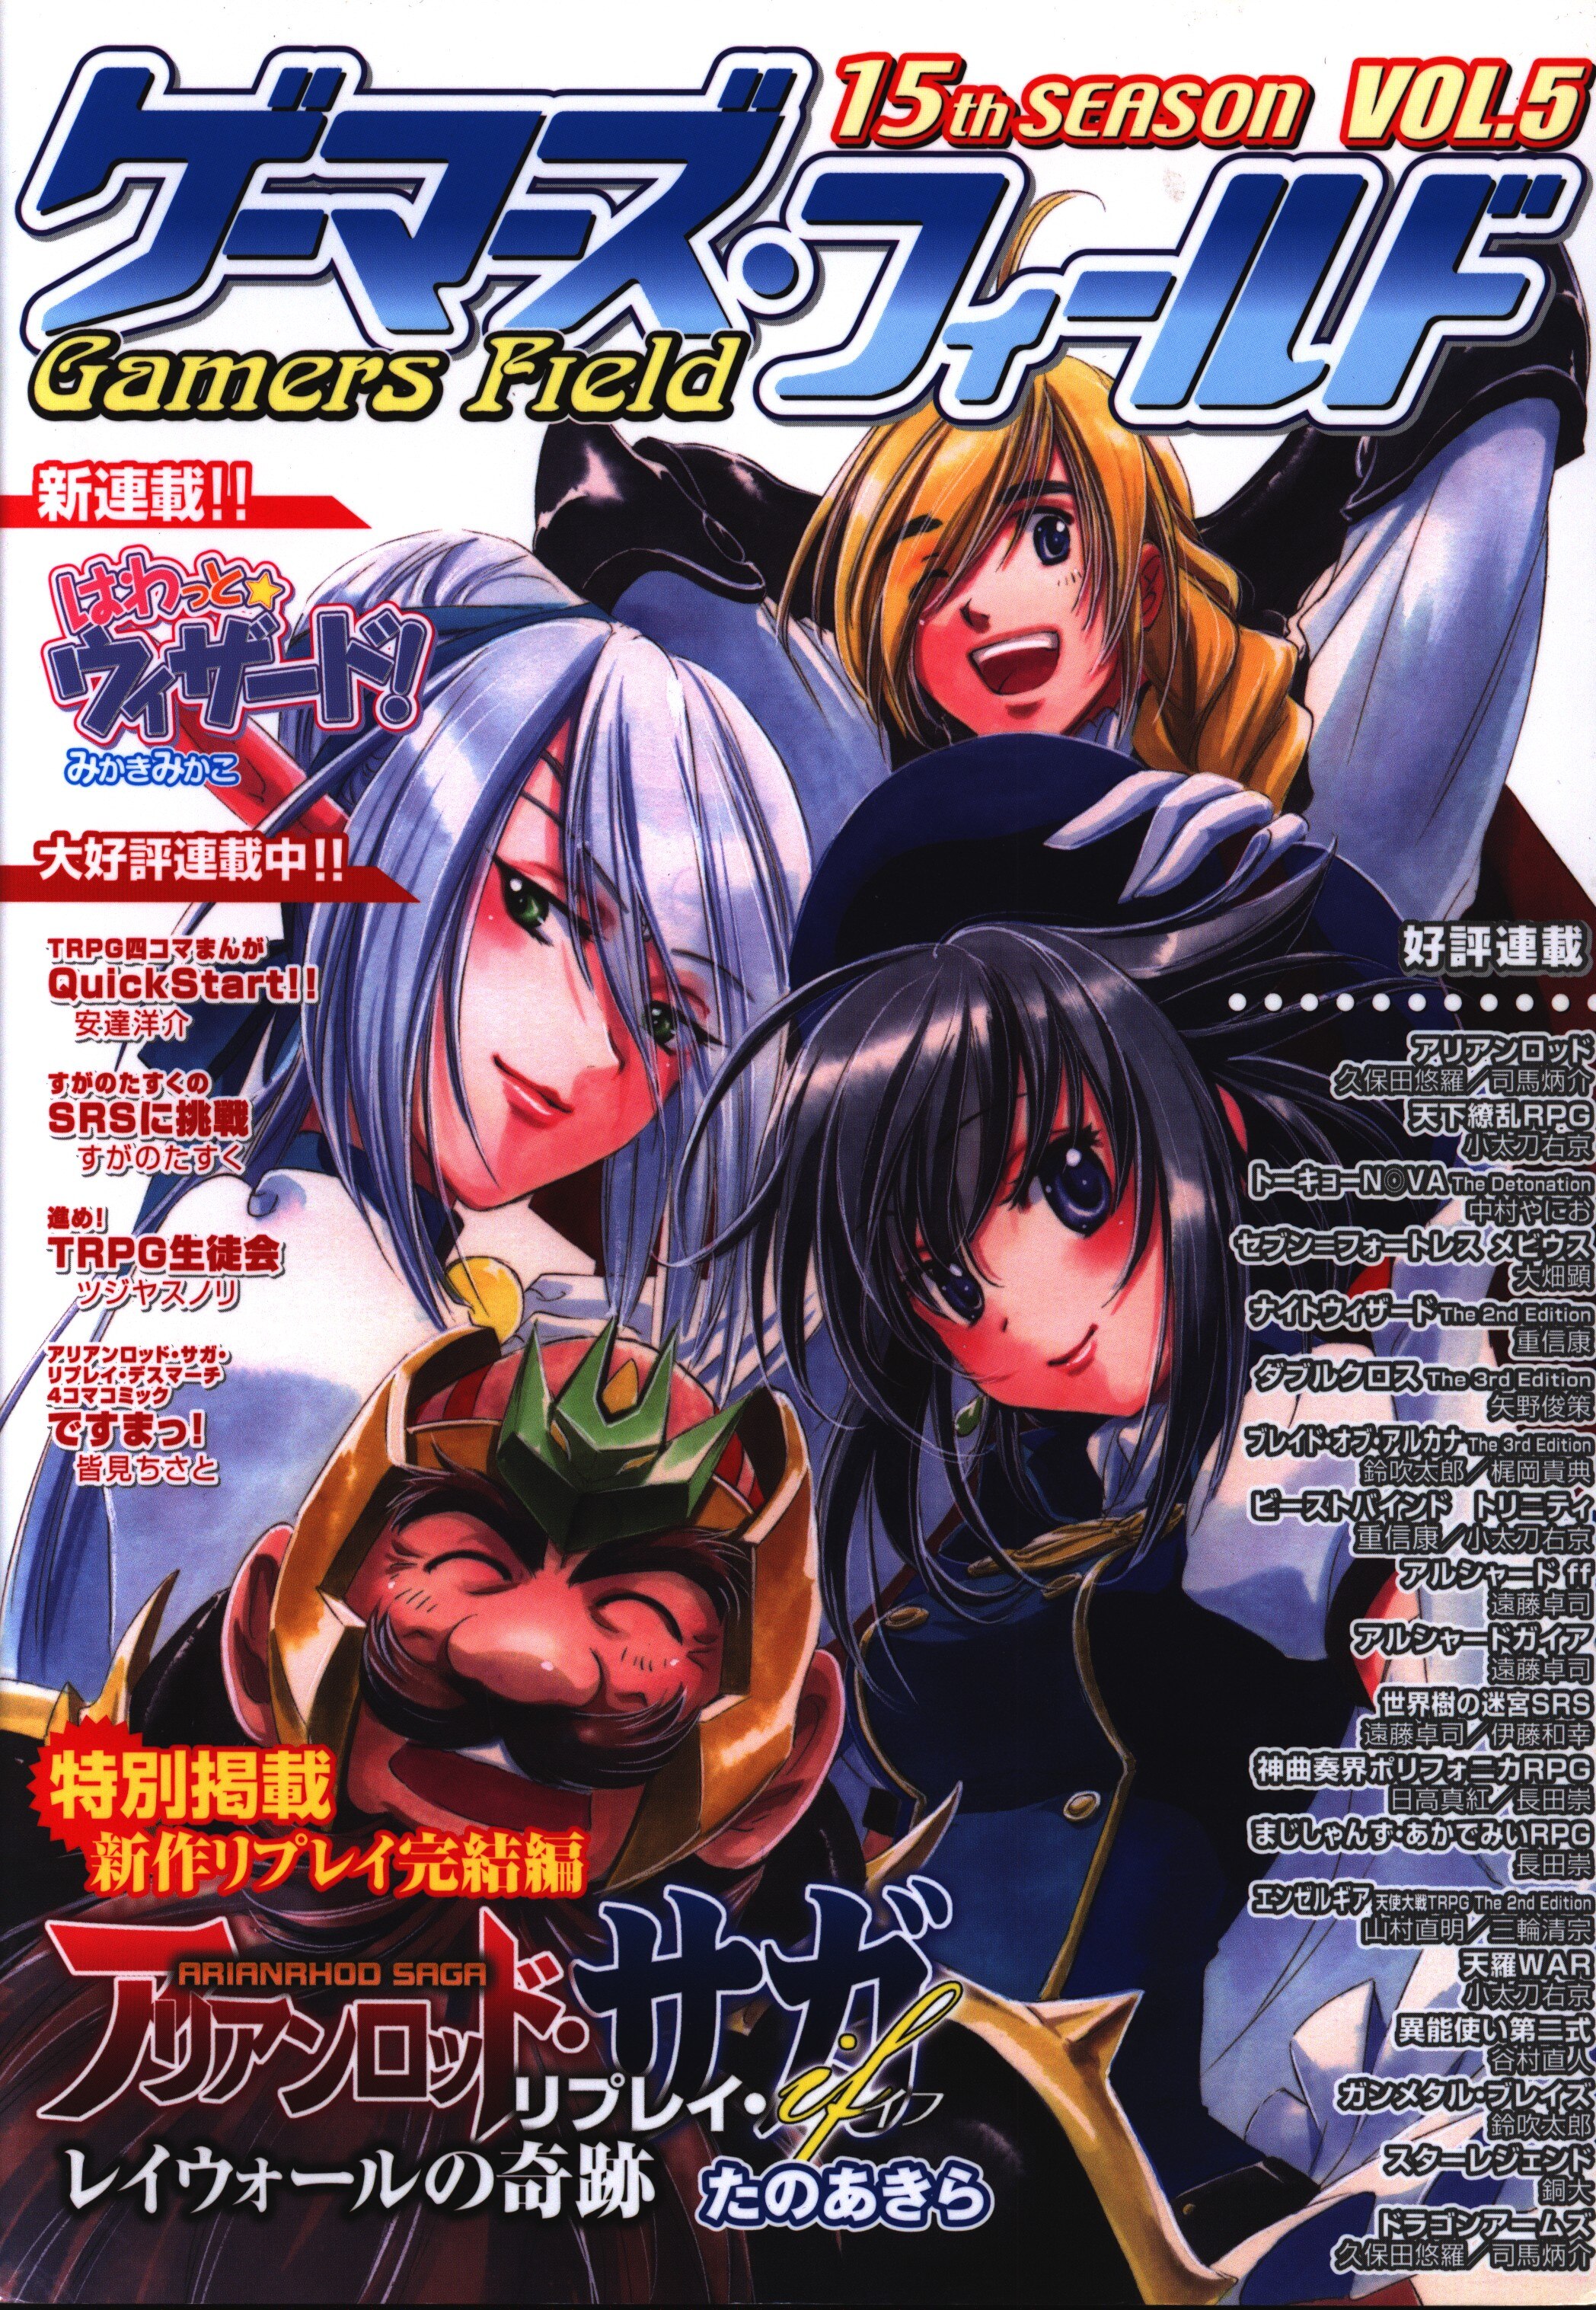 ゲーマーズ・フィールド
15th SEASON VOL.5
Gamers Field
新連載!!
はわっと☆
ウィザード!
みかきみかこ
大好評連載中!!
TRPG四コマまんが
QuickStart!!
安達洋介
すがのたすくの
SRSに挑戦
すがのたすく
進め!
TRPG生徒会
ツジヤスノリ
アリアンロッド・サガ・
リプレイ・デスマーチ
4コマコミック
ですまっ!
皆見ちさと
特別掲載
新作リプレイ完結編
アリアンロッド・サガ
ARIANRHOD SAGA
リプレイ・if イフ
レイウォールの奇跡
たのあきら
好評連載
アリアンロッド
久保田悠羅／司馬炳介
天下繚乱RPG
小太刀右京
トーキョーN◎VA The Detonation
中村やにお
セブン=フォートレス メビウス
大畑顕
ナイトウィザード The 2nd Edition
重信康
ダブルクロス The 3rd Edition
矢野俊策
ブレイド・オブ・アルカナ The 3rd Edition
鈴吹太郎／梶岡貴典
ビーストバインド トリニティ
重信康／小太刀右京
アルシャード ff
遠藤卓司
アルシャードガイア
遠藤卓司
世界樹の迷宮SRS
遠藤卓司／伊藤和幸
神曲奏界ポリフォニカRPG
日高真紅／長田崇
まじしゃんず・あかでみいRPG
長田崇
エンゼルギア 天使大戦TRPG The 2nd Edition
山村直明／三輪清宗
天羅WAR
小太刀右京
異能使い第二式
谷村直人
ガンメタル・ブレイズ
鈴吹太郎
スターレジェンド
銅大
ドラゴンアームズ
久保田悠羅／司馬炳介